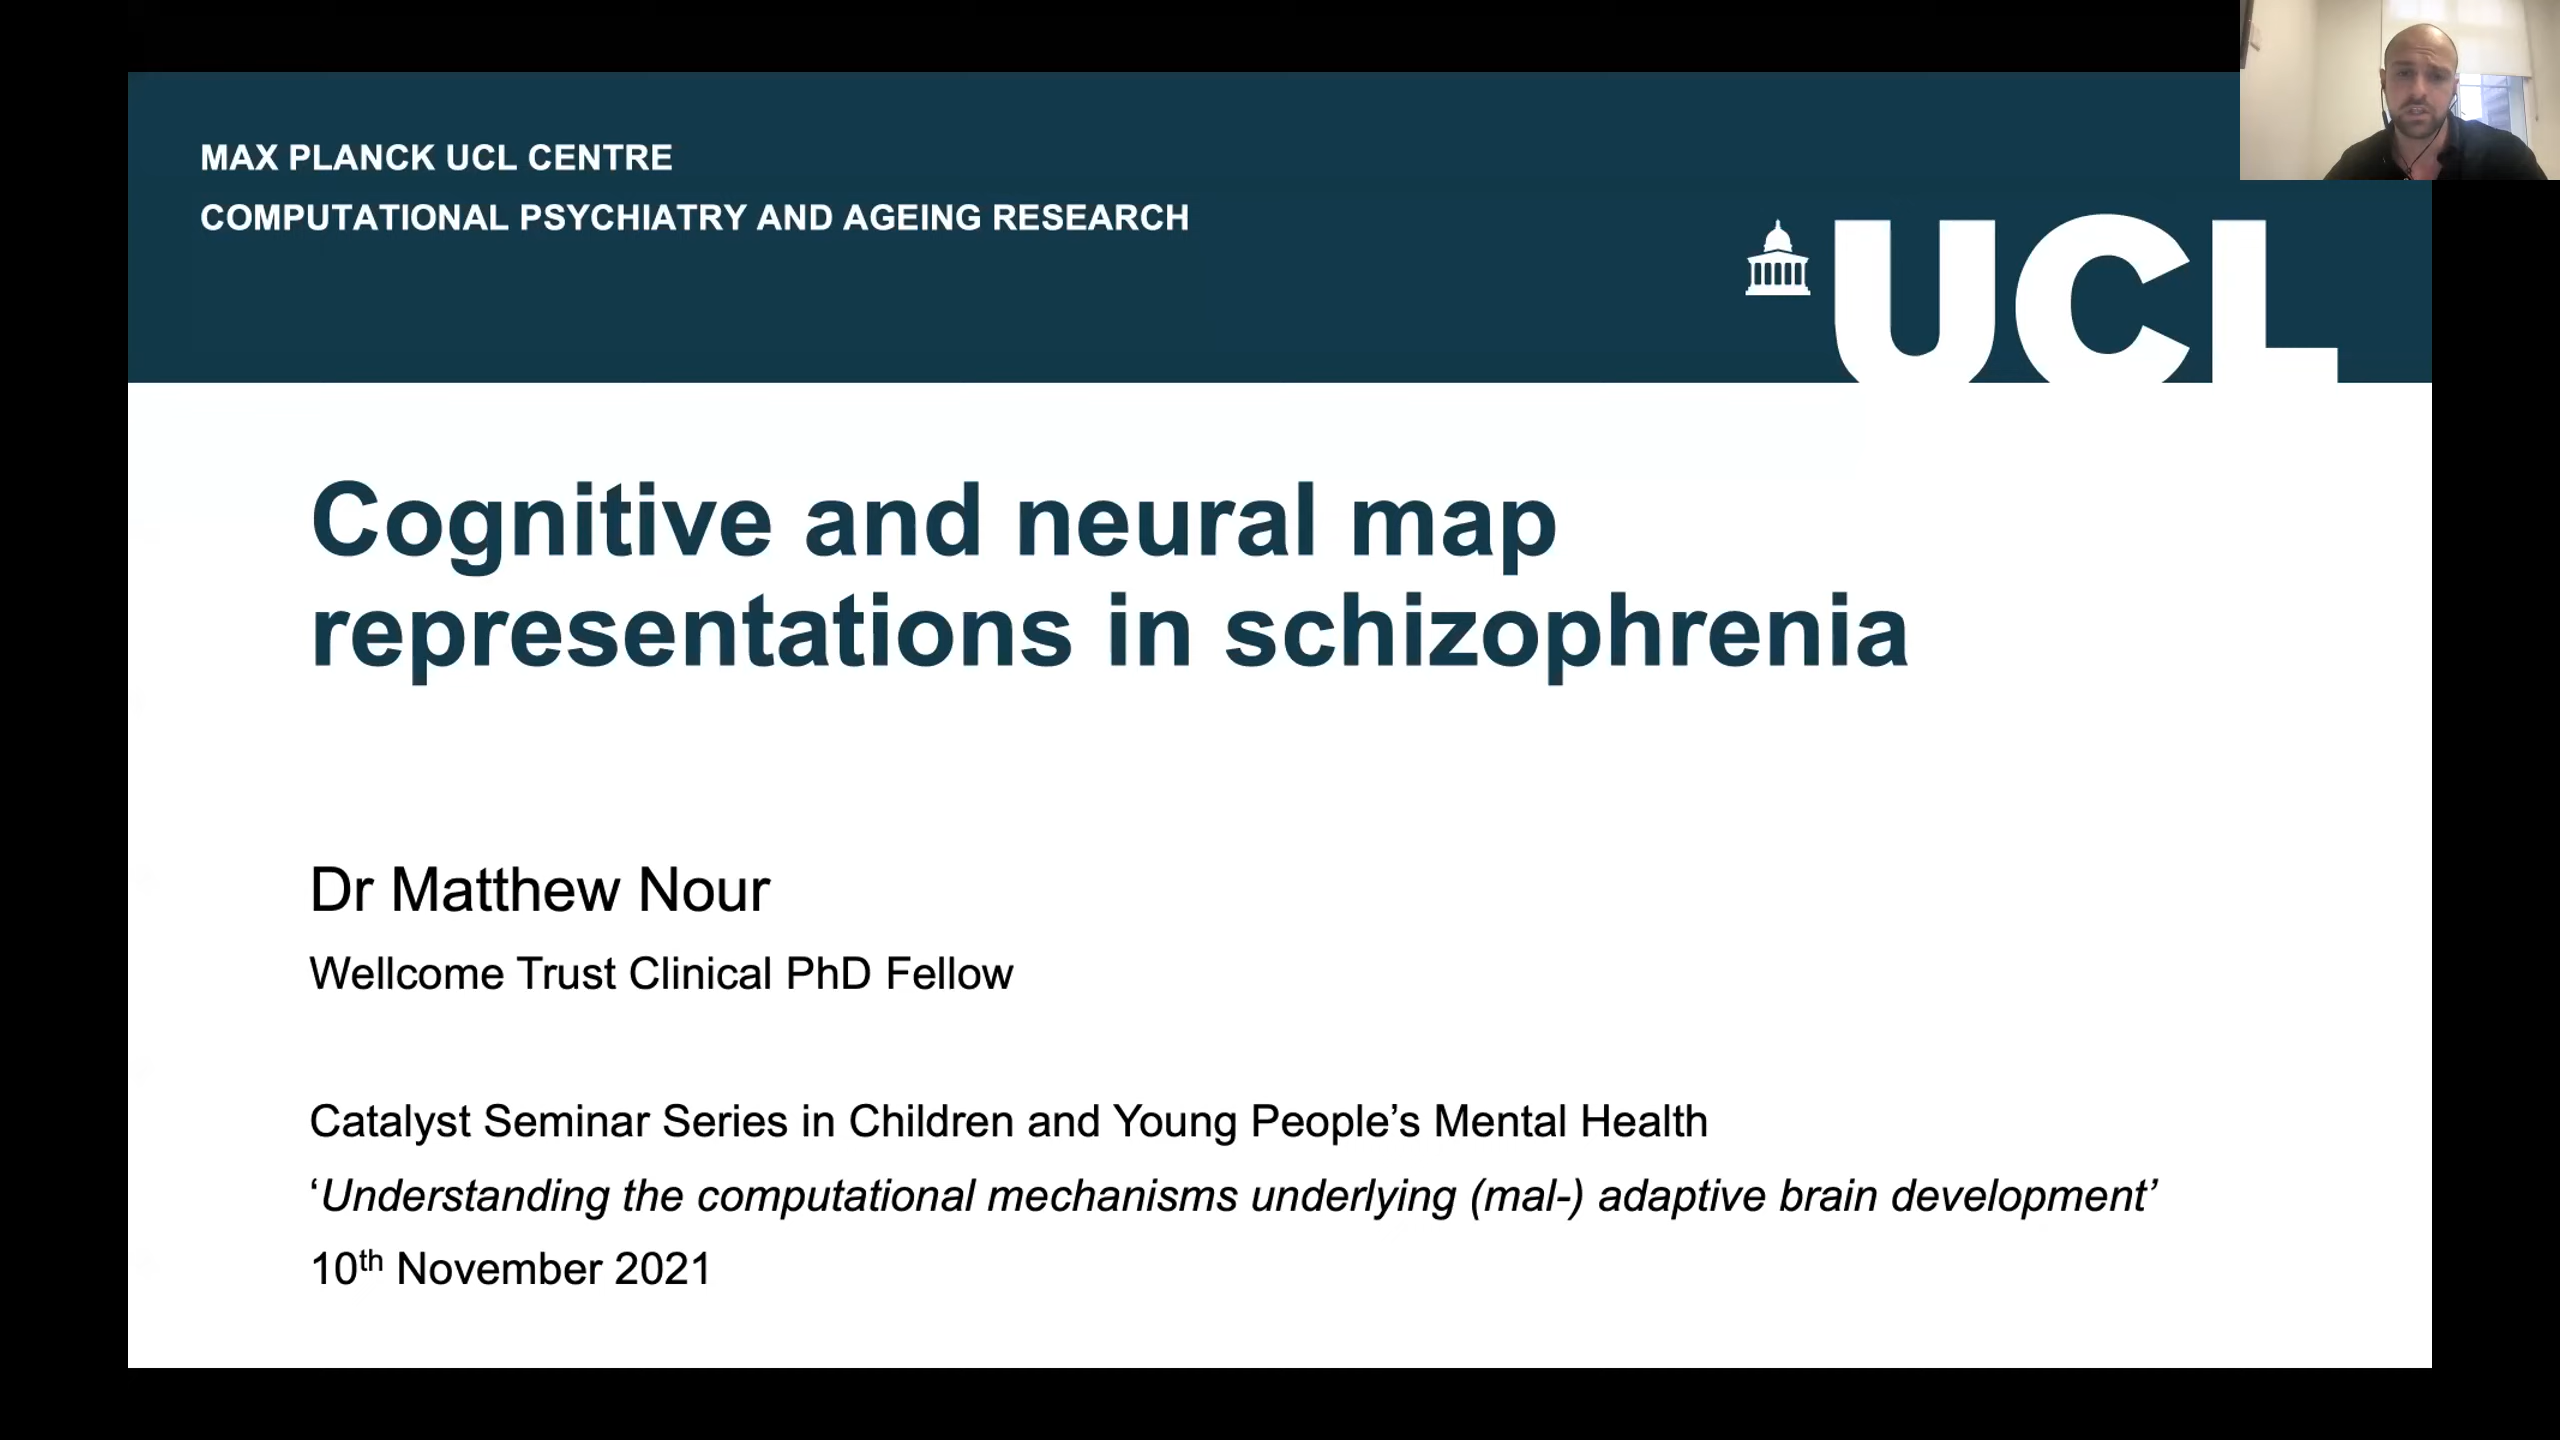 MAX PLANCK UCL CENTRE
COMPUTATIONAL PSYCHIATRY AND AGEING RESEARCH
UCL
Cognitive and neural map
representations in schizophrenia
Dr Matthew Nour
Wellcome Trust Clinical PhD Fellow
Catalyst Seminar Series in Children and Young People’s Mental Health
‘Understanding the computational mechanisms underlying (mal-) adaptive brain development’
10th November 2021